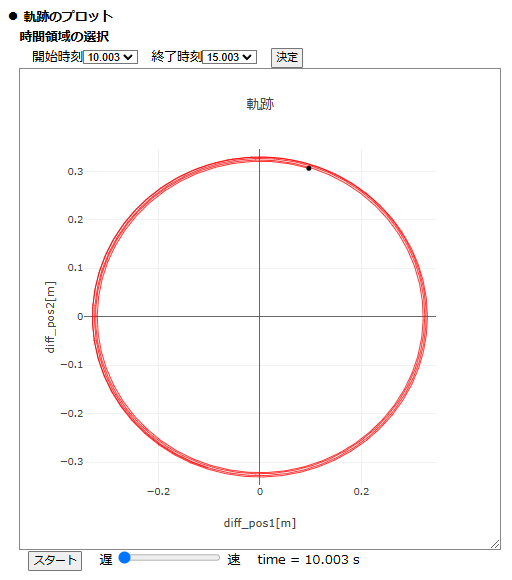 ● 軌跡のプロット
時間領域の選択
開始時刻 10.003 終了時刻 15.003 決定
軌跡
0.3
0.2
0.1
0
−0.1
−0.2
−0.3
diff_pos2[m]
−0.2 0 0.2
diff_pos1[m]
スタート 遅 速 time = 10.003 s